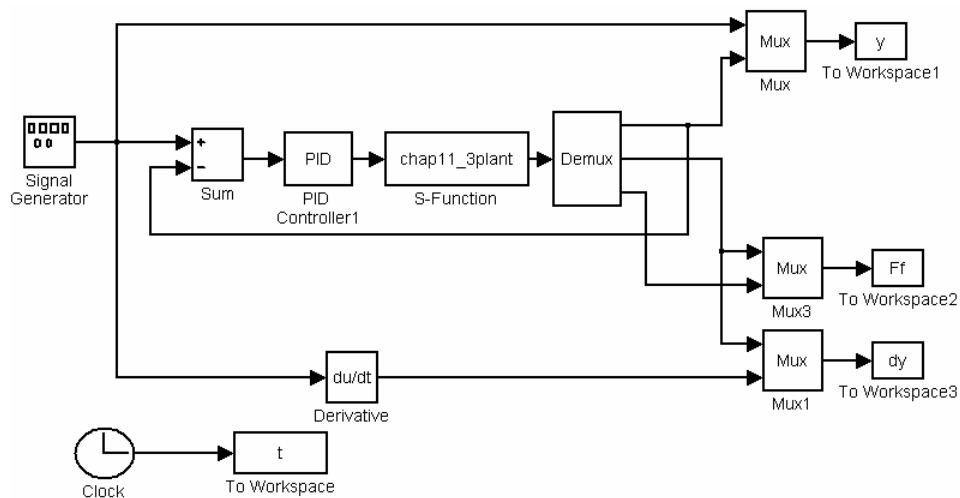 Mux
y
Mux
To Workspace1
+
-
Sum
PID
PID
Controller1
chap11_3plant
S-Function
Demux
Signal
Generator
Mux
Mux3
Ff
To Workspace2
Mux
Mux1
dy
To Workspace3
du/dt
Derivative
Clock
t
To Workspace